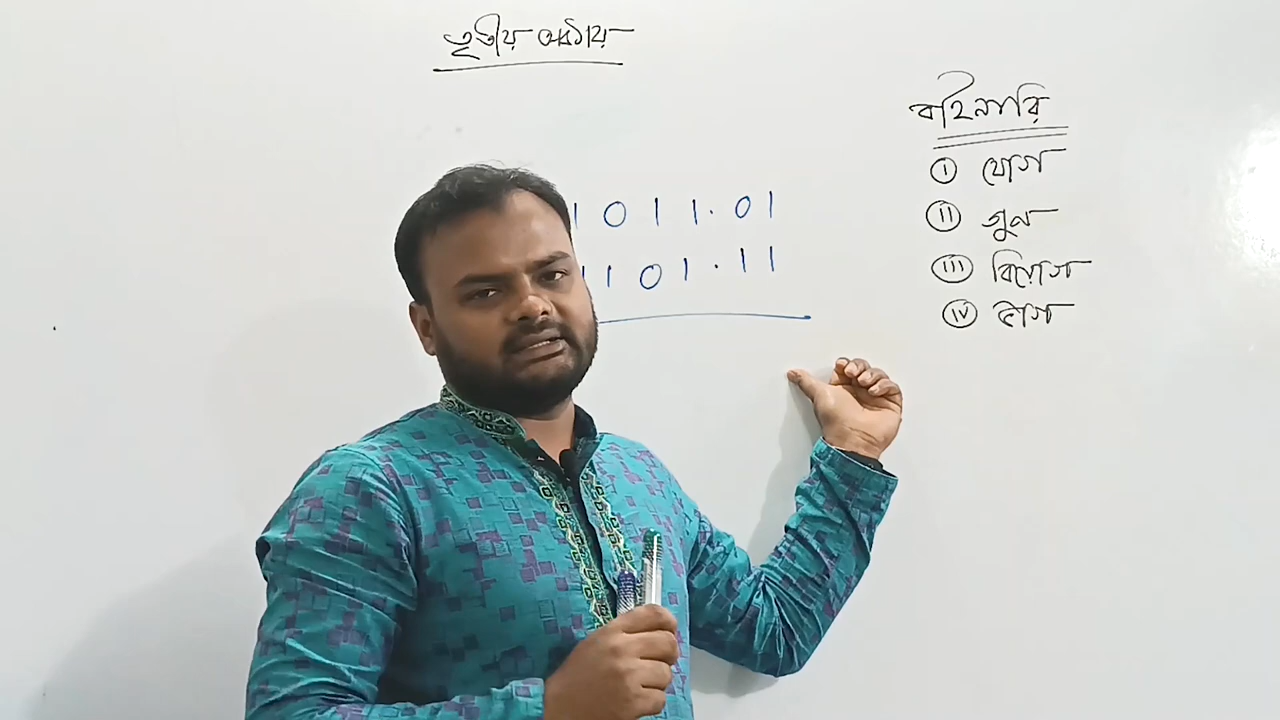 তৃতীয় অধ্যায়
1011.01
1101.11
বাইনারি
i যোগ
ii গুন
iii বিয়োগ
iv ভাগ